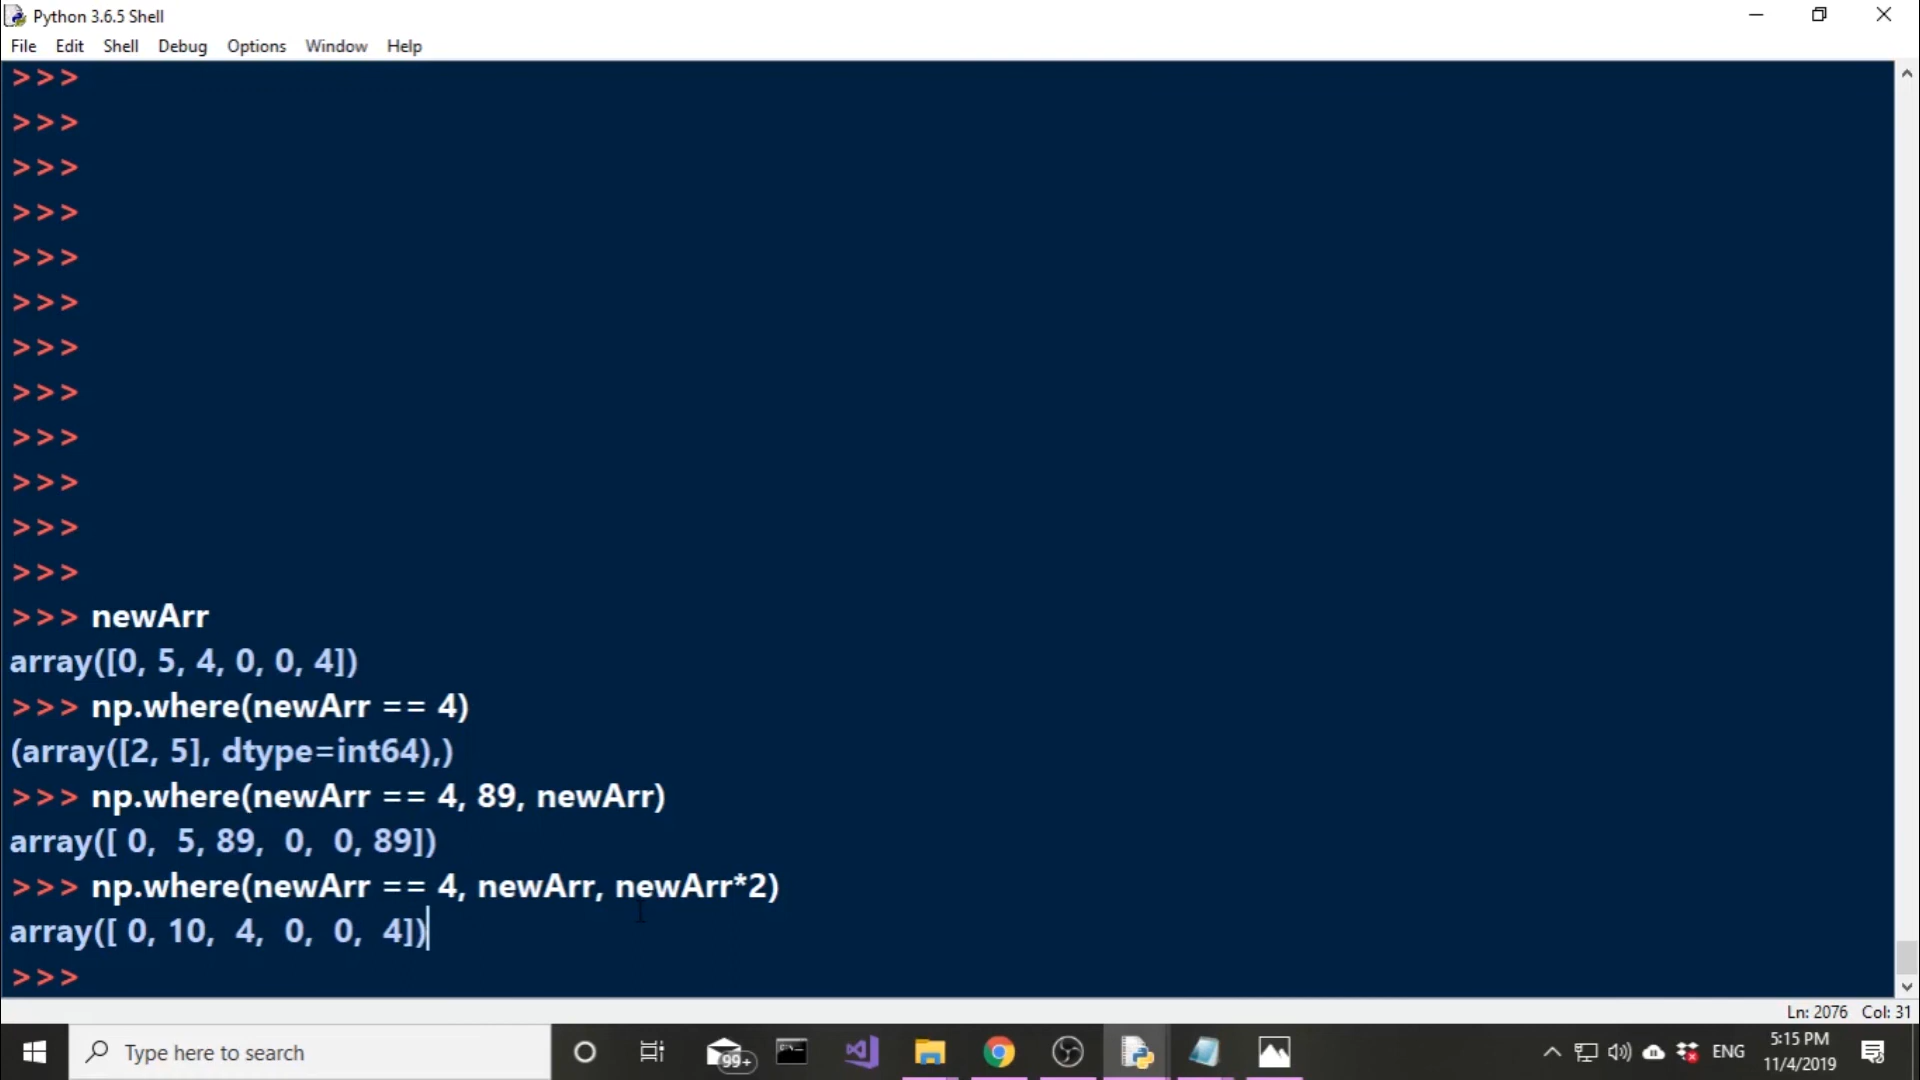 Python 3.6.5 Shell
File Edit Shell Debug Options Window Help
>>>
>>>
>>>
>>>
>>>
>>>
>>>
>>>
>>>
>>>
>>>
>>>
>>> newArr
array([0, 5, 4, 0, 0, 4])
>>> np.where(newArr == 4)
(array([2, 5], dtype=int64),)
>>> np.where(newArr == 4, 89, newArr)
array([ 0,  5, 89,  0,  0, 89])
>>> np.where(newArr == 4, newArr, newArr*2)
array([ 0, 10,  4,  0,  0,  4])
>>>
Ln: 2076 Col: 31
Type here to search
99+
ENG
5:15 PM
11/4/2019